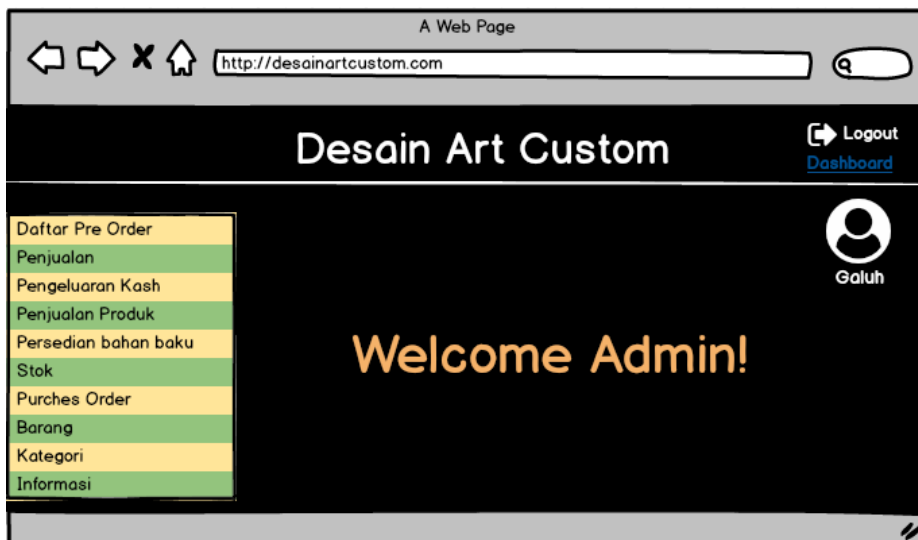 A Web Page
http://desainartcustom.com
Desain Art Custom
Logout
Dashboard
Galuh
Daftar Pre Order
Penjualan
Pengeluaran Kash
Penjualan Produk
Persedian bahan baku
Stok
Purches Order
Barang
Kategori
Informasi
Welcome Admin!